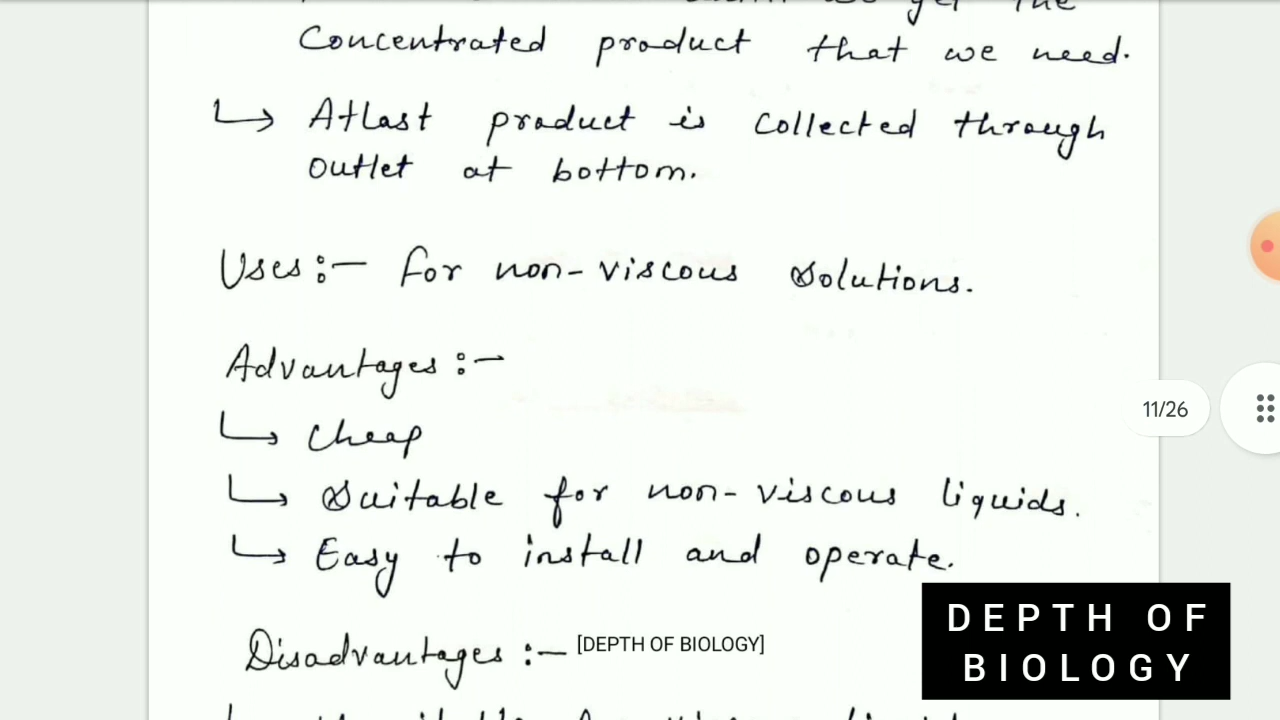 get the
Concentrated product that we need.
↳ Atlast product is collected through
outlet at bottom.
Uses :- for non-viscous solutions.
Advantages :-
↳ Cheap
↳ Suitable for non-viscous liquids.
↳ Easy to install and operate.
Disadvantages :- [DEPTH OF BIOLOGY]
11/26
DEPTH OF
BIOLOGY